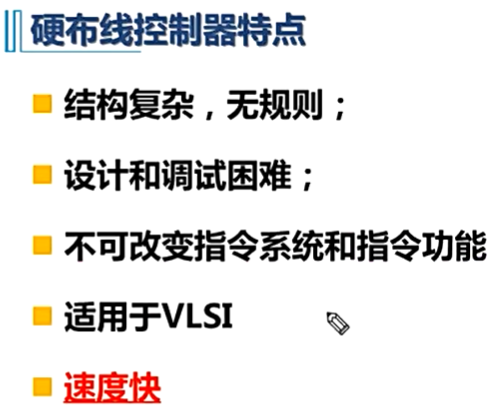 硬布线控制器特点
结构复杂，无规则；
设计和调试困难；
不可改变指令系统和指令功能
适用于VLSI
速度快